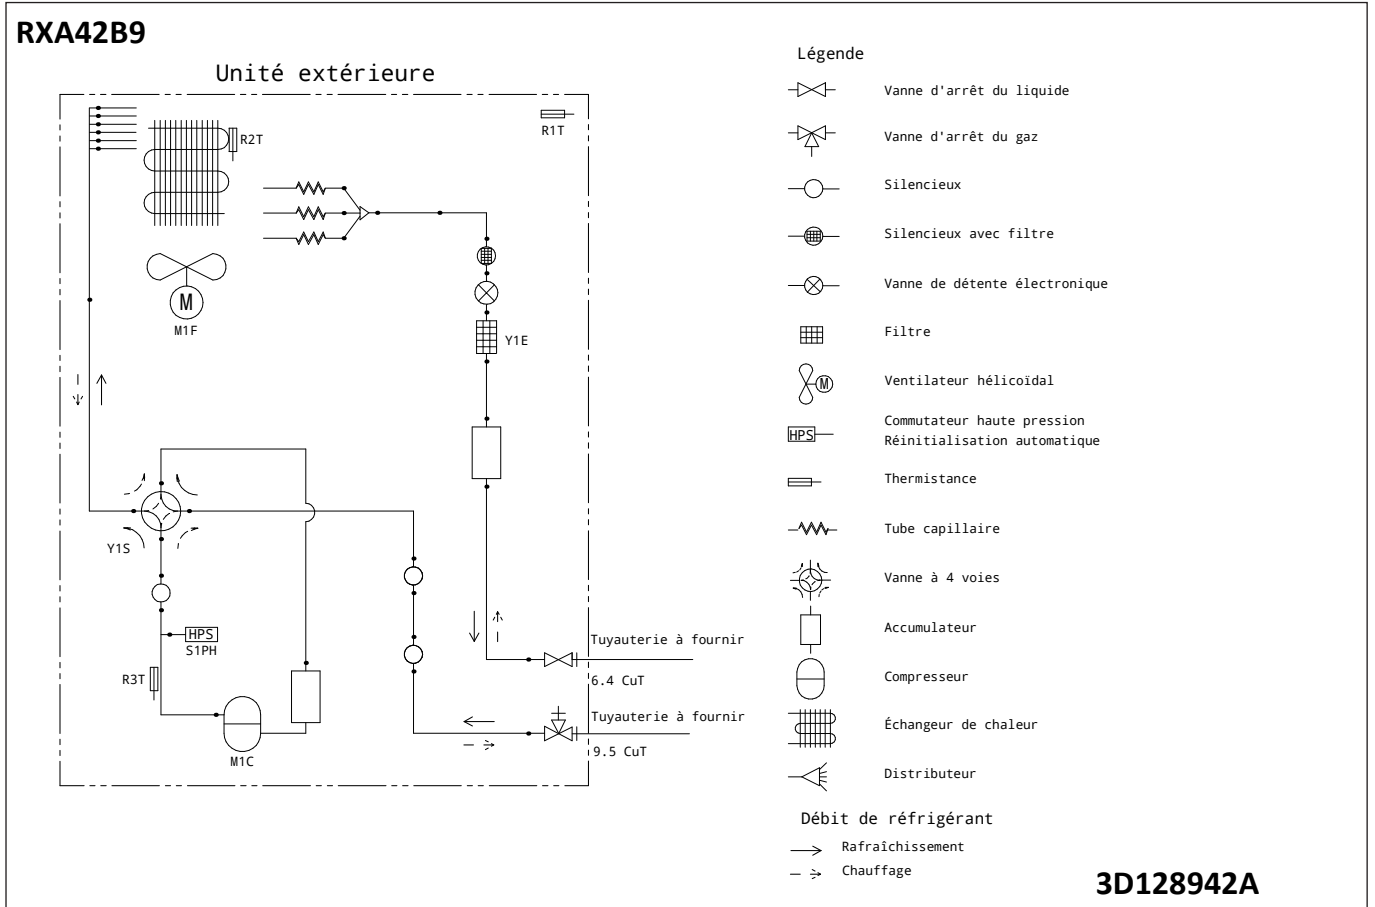 RXA42B9
Unité extérieure
R1T
R2T
M
M1F
Y1E
Y1S
HPS
S1PH
R3T
M1C
Tuyauterie à fournir
6.4 CuT
Tuyauterie à fournir
9.5 CuT
Légende
Vanne d'arrêt du liquide
Vanne d'arrêt du gaz
Silencieux
Silencieux avec filtre
Vanne de détente électronique
Filtre
M
Ventilateur hélicoïdal
HPS
Commutateur haute pression
Réinitialisation automatique
Thermistance
Tube capillaire
Vanne à 4 voies
Accumulateur
Compresseur
Échangeur de chaleur
Distributeur
Débit de réfrigérant
Rafraîchissement
Chauffage
3D128942A